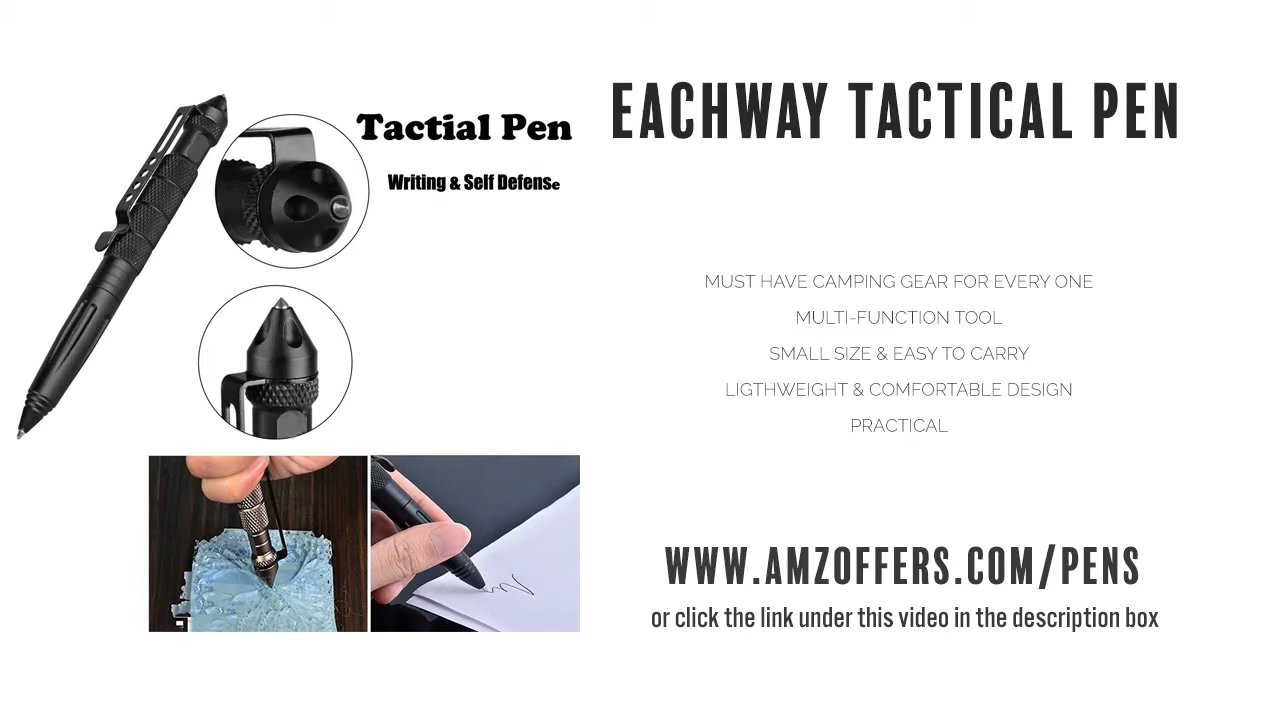 Tactial Pen
Writing & Self Defense
EACHWAY TACTICAL PEN
MUST HAVE CAMPING GEAR FOR EVERY ONE
MULTI-FUNCTION TOOL
SMALL SIZE & EASY TO CARRY
LIGTHWEIGHT & COMFORTABLE DESIGN
PRACTICAL
WWW.AMZOFFERS.COM/PENS
or click the link under this video in the description box